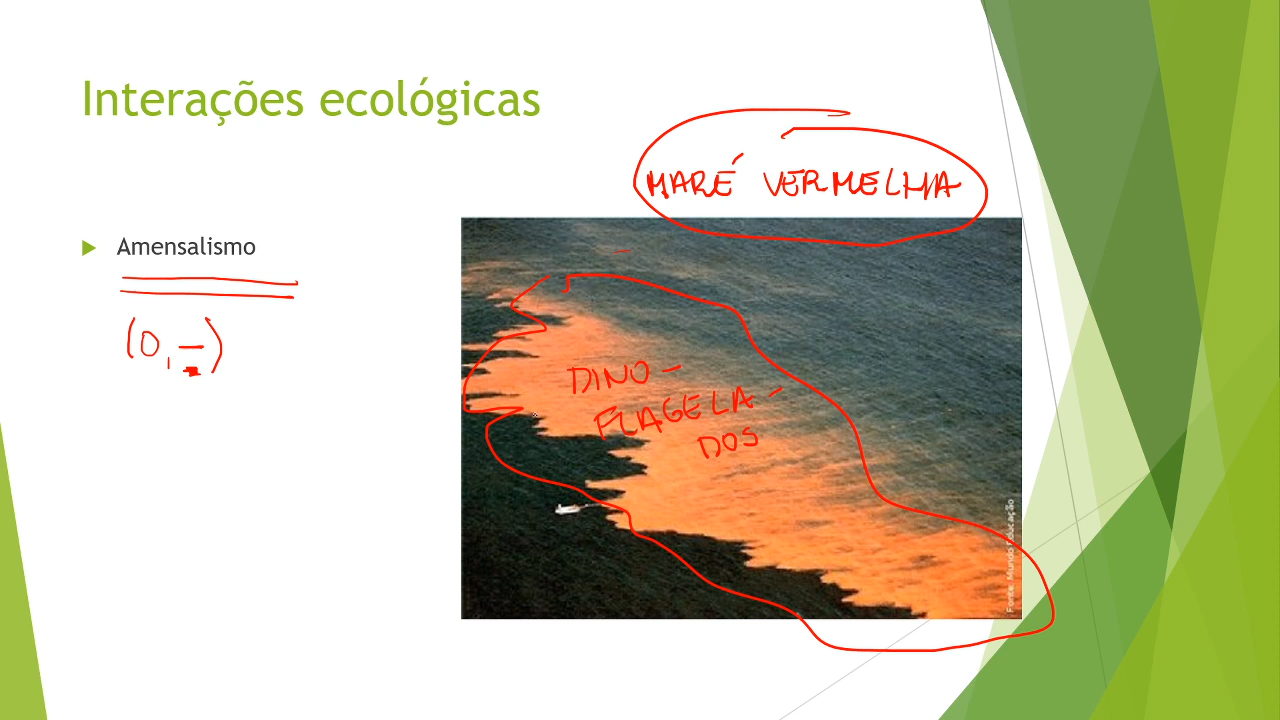 Interações ecológicas
MARÉ VERMELHA
Amensalismo
(0, -)
DINO-
FLAGELA-
DOS
Fonte: Mundo Educação